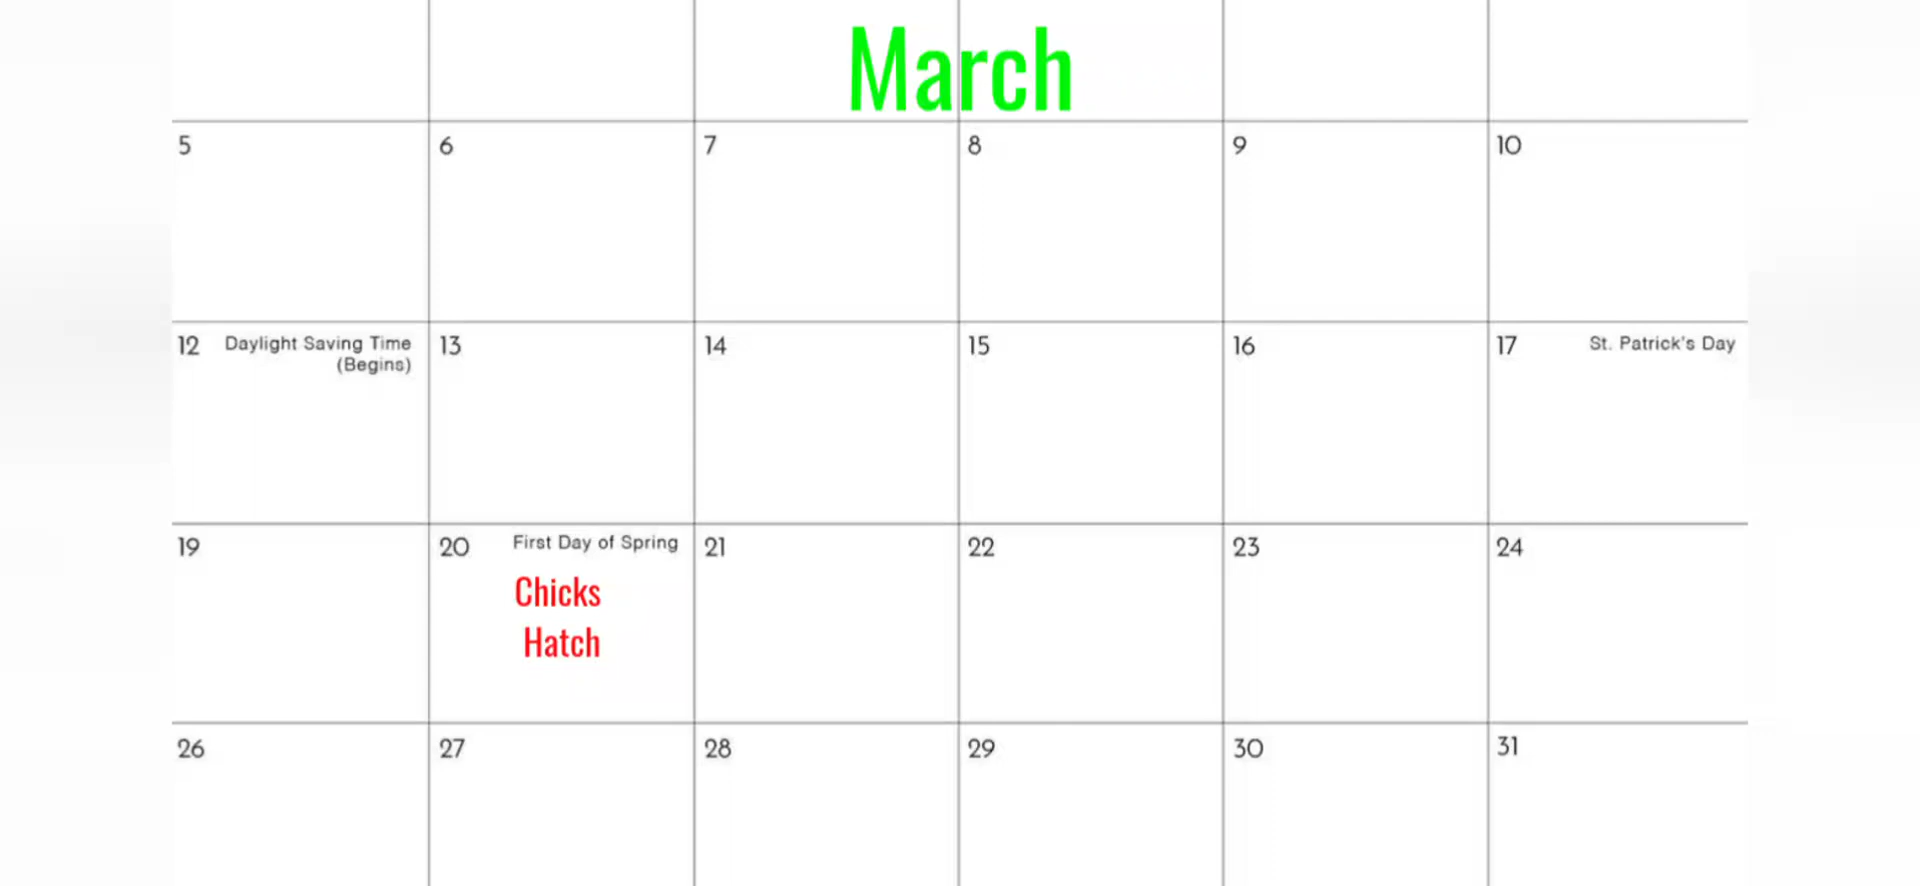 March
5 6 7 8 9 10
12 Daylight Saving Time
(Begins)
13 14 15 16 17 St. Patrick's Day
19 20 First Day of Spring 21 22 23 24
Chicks
Hatch
26 27 28 29 30 31